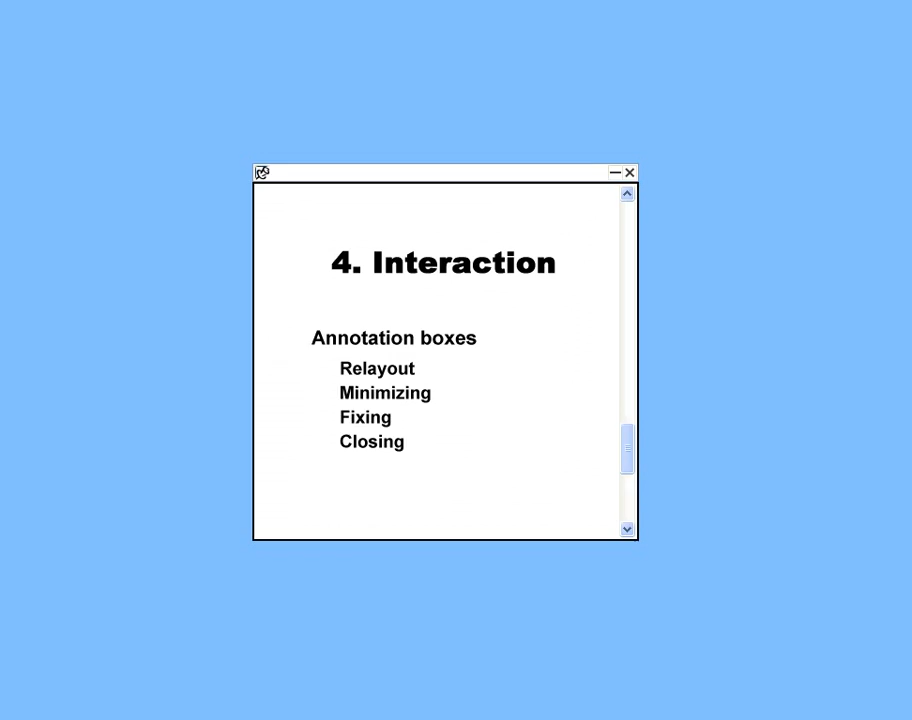 4. Interaction
Annotation boxes
Relayout
Minimizing
Fixing
Closing